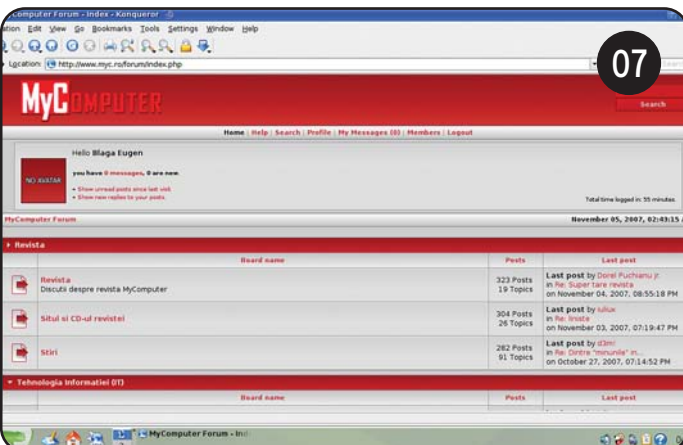 Computer Forum - Index - Konqueror
Edit View Go Bookmarks Tools Settings Window Help
Location: http://www.myc.ro/forum/index.php
07
MyCOMPUTER
Search
Home | Help | Search | Profile | My Messages (0) | Members | Logout
Hello Blaga Eugen
NO AVATAR
you have 0 messages, 0 are new.
• Show unread posts since last visit.
• Show new replies to your posts.
Total time logged in: 55 minutes.
MyComputer Forum
November 05, 2007, 02:43:15
Revista
Board name Posts Last post
Revista
Discutii despre revista MyComputer
323 Posts
19 Topics
Last post by Dorel Puchianu jr.
in Re: Super tare revista
on November 04, 2007, 08:55:18 PM
Situl si CD-ul revistei
304 Posts
26 Topics
Last post by iuliux
in Re: liniste
on November 03, 2007, 07:19:47 PM
Stiri
282 Posts
91 Topics
Last post by d3mr
in Re: Dintre "minunile" in...
on October 27, 2007, 07:14:52 PM
Tehnologia Informatiei (IT)
Board name Posts Last post
MyComputer Forum - Ind